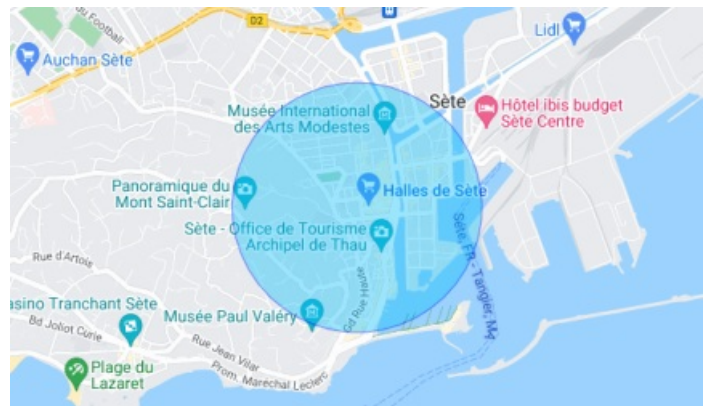 du Football
D2
Lidl
Auchan Sète
Musée International
des Arts Modestes
Sète
Hôtel ibis budget
Sète Centre
Panoramique du
Mont Saint-Clair
Halles de Sète
Sète - Office de Tourisme
Archipel de Thau
Sète, FR - Tangier, MA
Rue d'Artois
Gd Rue Haute
asino Tranchant Sète
Musée Paul Valéry
Bd Joliot Curie
Rue Jean Vilar
Plage du
Lazaret
Prom. Maréchal Leclerc